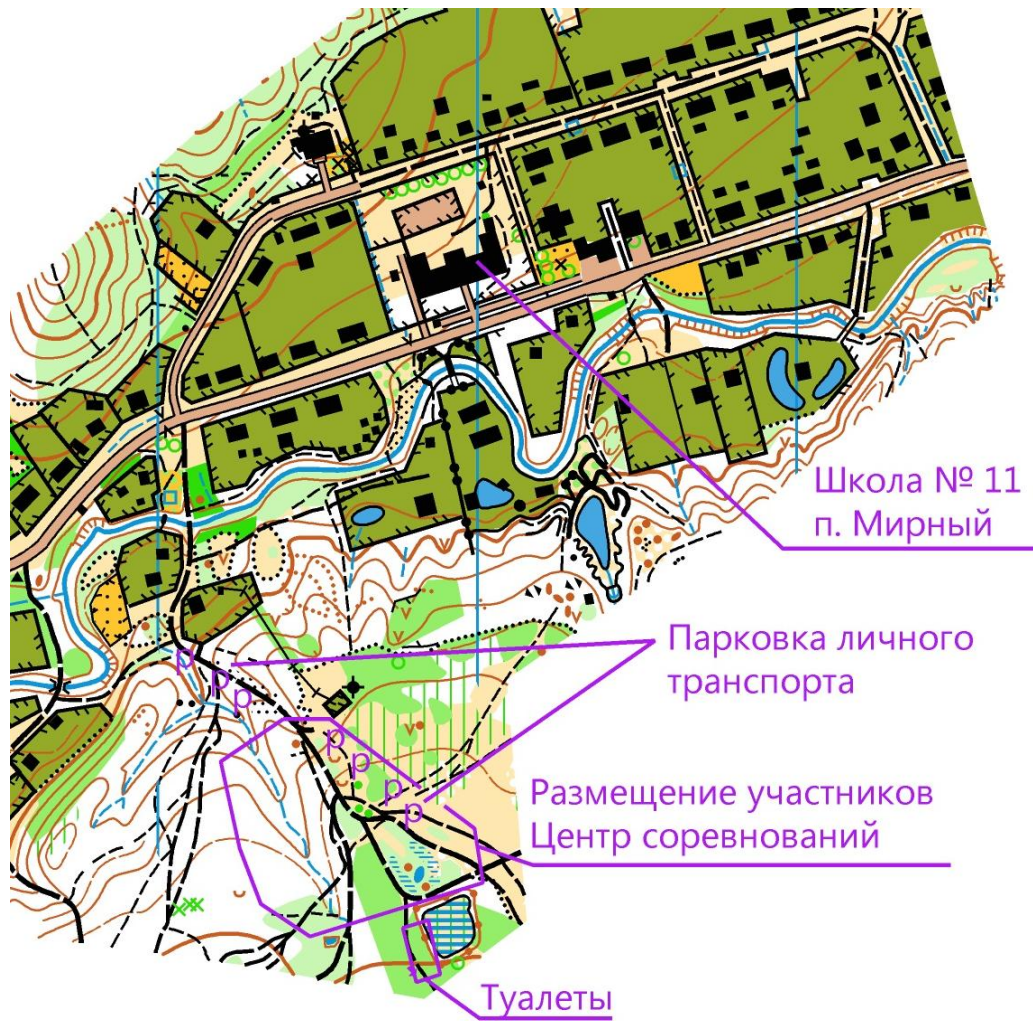 Школа № 11
п. Мирный
Парковка личного
транспорта
р
р
р
р
р
р
р
Размещение участников
Центр соревнований
Туалеты